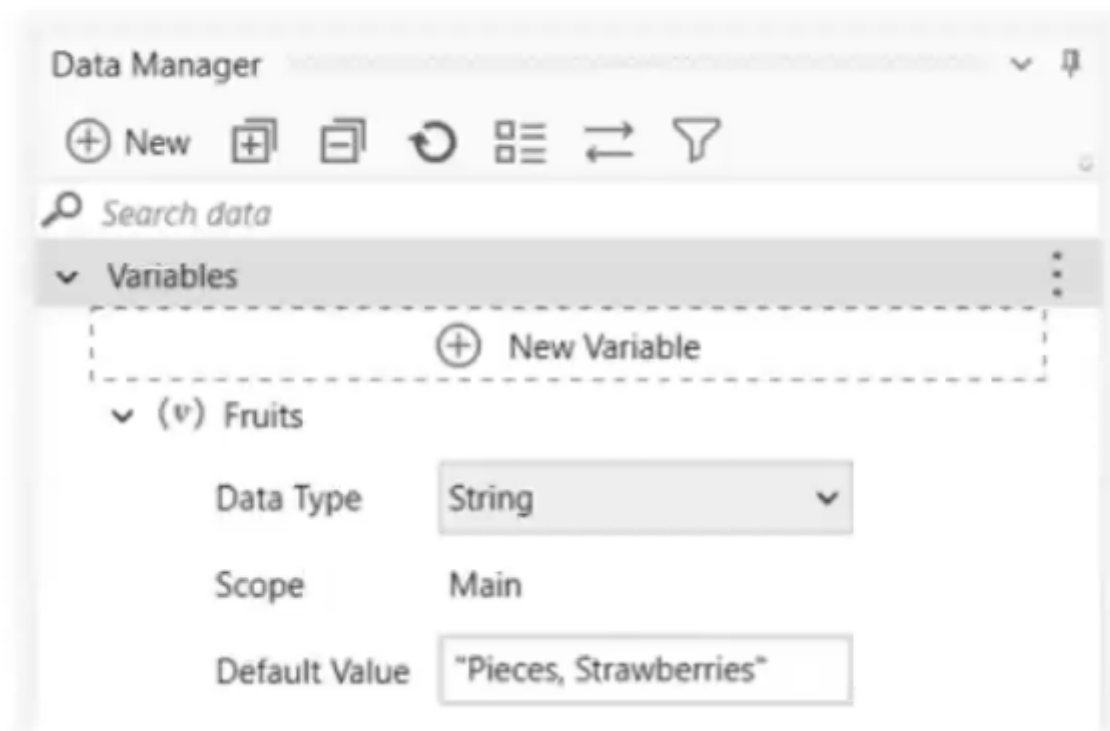 Data Manager
New
Search data
Variables
New Variable
(v) Fruits
Data Type String
Scope Main
Default Value "Pieces, Strawberries"